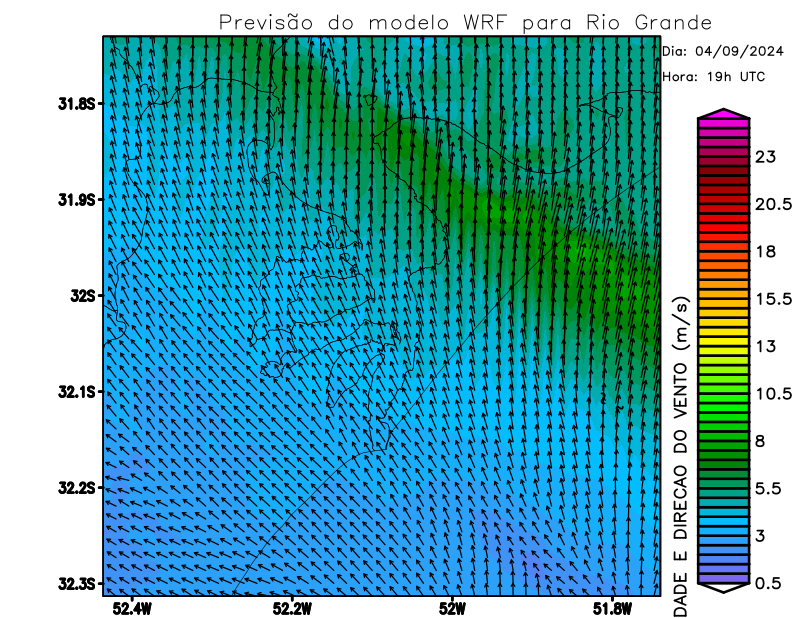 Previsão do modelo WRF para Rio Grande
Dia: 04/09/2024
Hora: 19h UTC
31.8S
31.9S
32S
32.1S
32.2S
32.3S
52.4W
52.2W
52W
51.8W
23
20.5
18
15.5
13
10.5
8
5.5
3
0.5
DADE E DIRECAO DO VENTO (m/s)